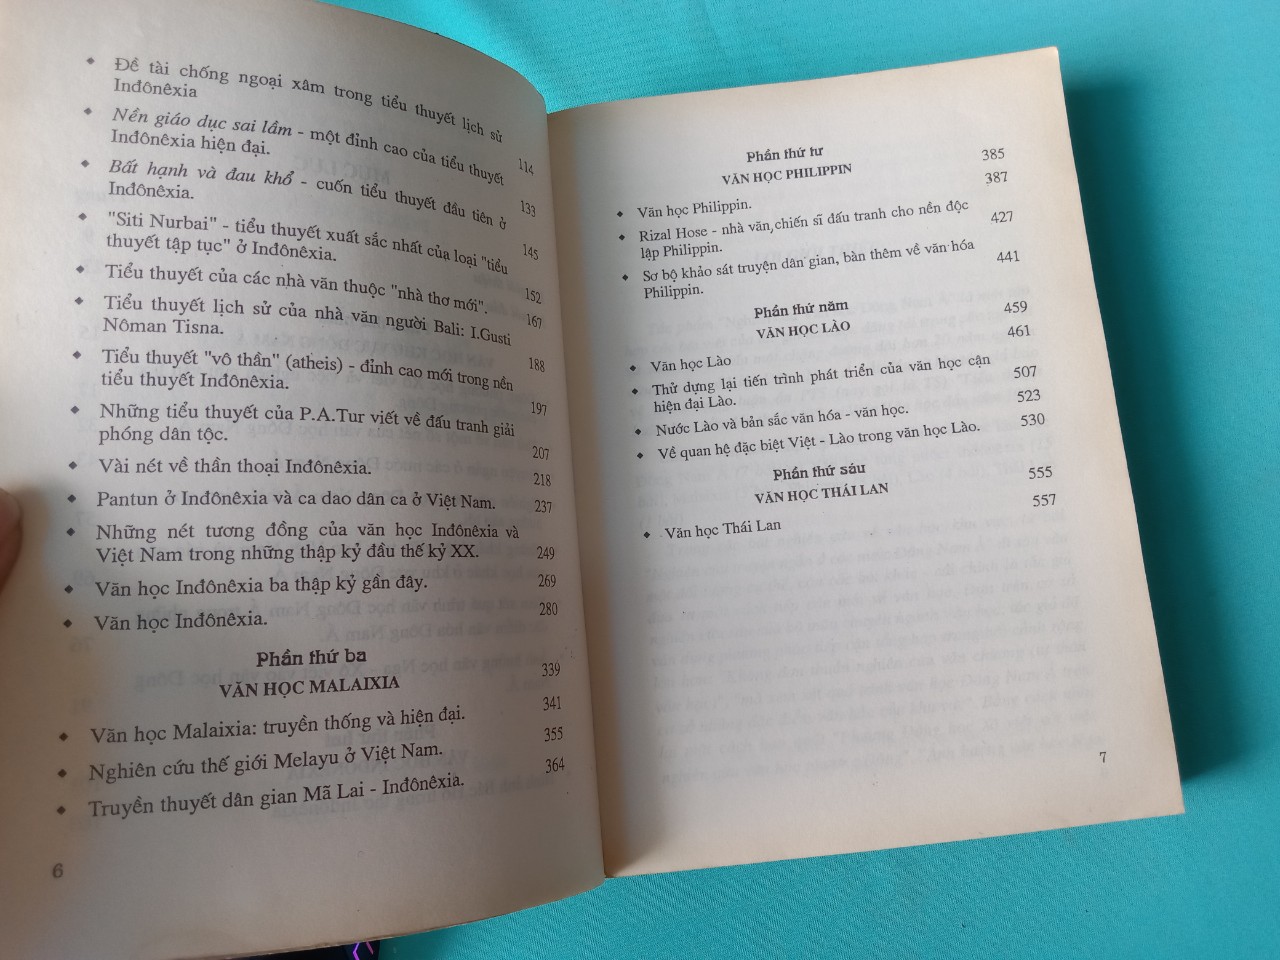 ◆ Đề tài chống ngoại xâm trong tiểu thuyết lịch sử
Inđônêxia 114
◆ Nền giáo dục sai lầm - một đỉnh cao của tiểu thuyết
Inđônêxia hiện đại. 133
◆ Bất hạnh và đau khổ - cuốn tiểu thuyết đầu tiên ở
Inđônêxia. 145
◆ "Siti Nurbai" - tiểu thuyết xuất sắc nhất của loại "tiểu
thuyết tập tục" ở Inđônêxia. 152
◆ Tiểu thuyết của các nhà văn thuộc "nhà thơ mới". 167
◆ Tiểu thuyết lịch sử của nhà văn người Bali: I.Gusti
Nôman Tisna. 188
◆ Tiểu thuyết "vô thần" (atheis) - đỉnh cao mới trong nền
tiểu thuyết Inđônêxia. 197
◆ Những tiểu thuyết của P.A.Tur viết về đấu tranh giải
phóng dân tộc. 207
◆ Vài nét về thần thoại Inđônêxia. 218
◆ Pantun ở Inđônêxia và ca dao dân ca ở Việt Nam. 237
◆ Những nét tương đồng của văn học Inđônêxia và
Việt Nam trong những thập kỷ đầu thế kỷ XX. 249
◆ Văn học Inđônêxia ba thập kỷ gần đây. 269
◆ Văn học Inđônêxia. 280
Phần thứ ba
VĂN HỌC MALAIXIA 339
◆ Văn học Malaixia: truyền thống và hiện đại. 341
◆ Nghiên cứu thế giới Melayu ở Việt Nam. 355
◆ Truyền thuyết dân gian Mã Lai - Inđônêxia. 364
6
Phần thứ tư
VĂN HỌC PHILIPPIN 385
◆ Văn học Philippin. 387
◆ Rizal Hose - nhà văn, chiến sĩ đấu tranh cho nền độc
lập Philippin. 427
◆ Sơ bộ khảo sát truyện dân gian, bàn thêm về văn hóa
Philippin. 441
Phần thứ năm
VĂN HỌC LÀO 459
◆ Văn học Lào 461
◆ Thử dựng lại tiến trình phát triển của văn học cận
hiện đại Lào. 507
◆ Nước Lào và bản sắc văn hóa - văn học. 523
◆ Về quan hệ đặc biệt Việt - Lào trong văn học Lào. 530
Phần thứ sáu
VĂN HỌC THÁI LAN 555
◆ Văn học Thái Lan 557
7